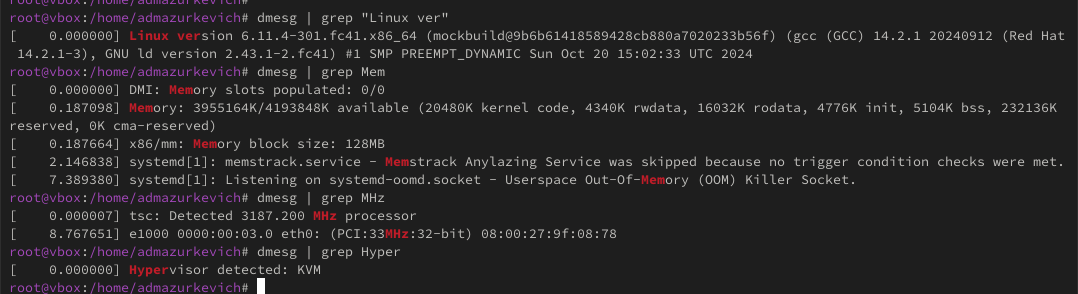 root@vbox:/home/admazurkevich# dmesg | grep "Linux ver"
[    0.000000] Linux version 6.11.4-301.fc41.x86_64 (mockbuild@9b6b61418589428cb880a7020233b56f) (gcc (GCC) 14.2.1 20240912 (Red Hat
 14.2.1-3), GNU ld version 2.43.1-2.fc41) #1 SMP PREEMPT_DYNAMIC Sun Oct 20 15:02:33 UTC 2024
root@vbox:/home/admazurkevich# dmesg | grep Mem
[    0.000000] DMI: Memory slots populated: 0/0
[    0.187098] Memory: 3955164K/4193848K available (20480K kernel code, 4340K rwdata, 16032K rodata, 4776K init, 5104K bss, 232136K
reserved, 0K cma-reserved)
[    0.187664] x86/mm: Memory block size: 128MB
[    2.146838] systemd[1]: memstrack.service - Memstrack Anylazing Service was skipped because no trigger condition checks were met.
[    7.389380] systemd[1]: Listening on systemd-oomd.socket - Userspace Out-Of-Memory (OOM) Killer Socket.
root@vbox:/home/admazurkevich# dmesg | grep MHz
[    0.000007] tsc: Detected 3187.200 MHz processor
[    8.767651] e1000 0000:00:03.0 eth0: (PCI:33MHz:32-bit) 08:00:27:9f:08:78
root@vbox:/home/admazurkevich# dmesg | grep Hyper
[    0.000000] Hypervisor detected: KVM
root@vbox:/home/admazurkevich#